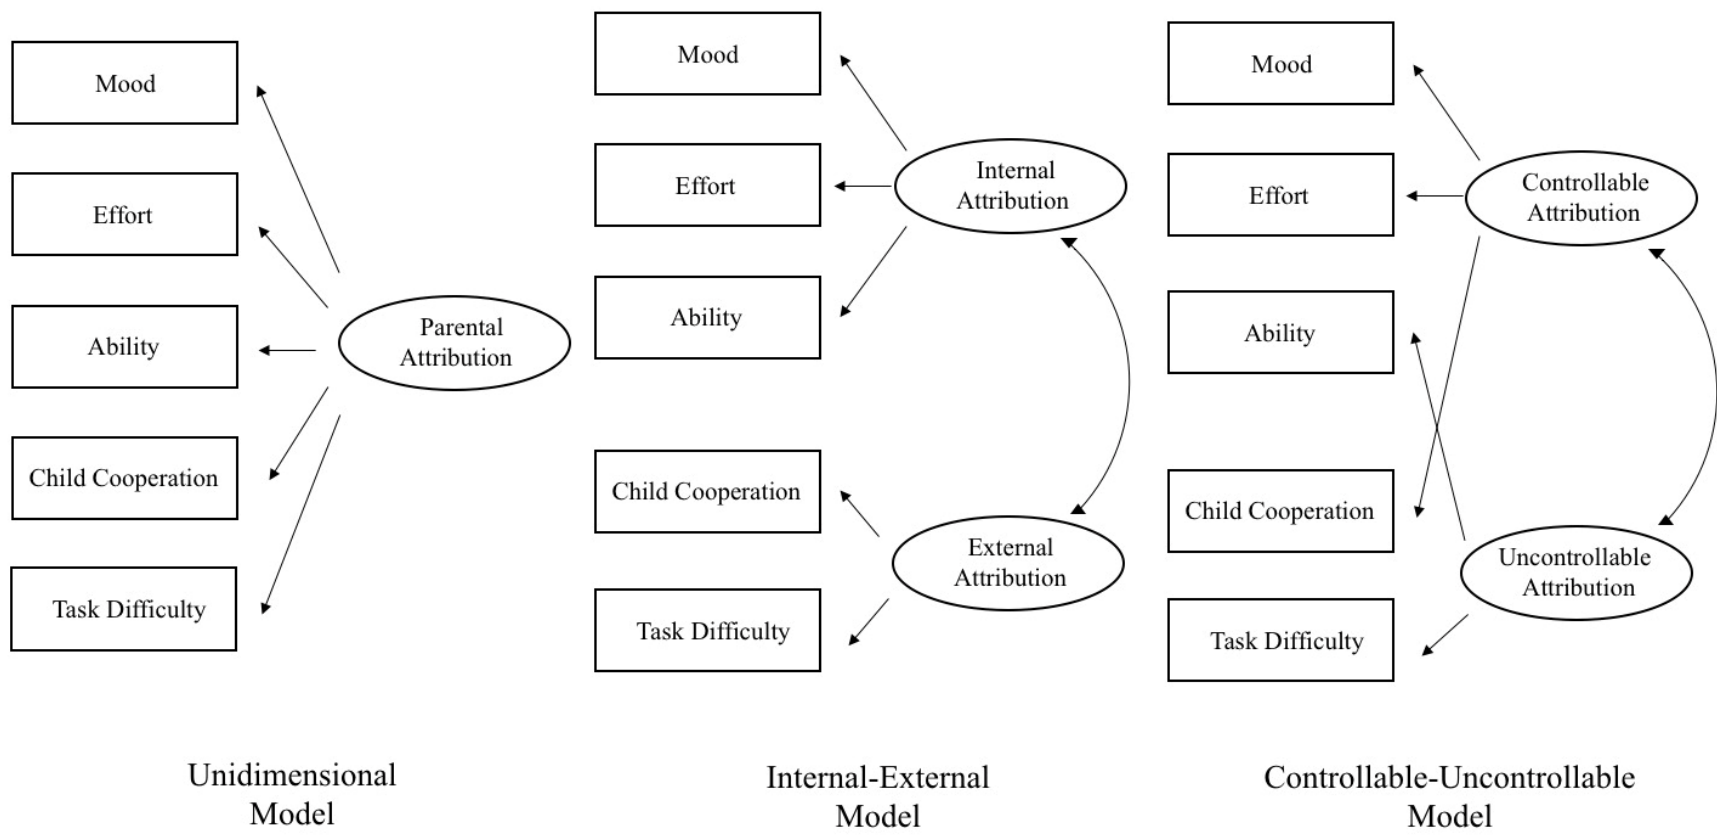 Mood
Effort
Ability
Child Cooperation
Task Difficulty
Parental
Attribution
Unidimensional
Model
Mood
Effort
Ability
Child Cooperation
Task Difficulty
Internal
Attribution
External
Attribution
Internal-External
Model
Mood
Effort
Ability
Child Cooperation
Task Difficulty
Controllable
Attribution
Uncontrollable
Attribution
Controllable-Uncontrollable
Model